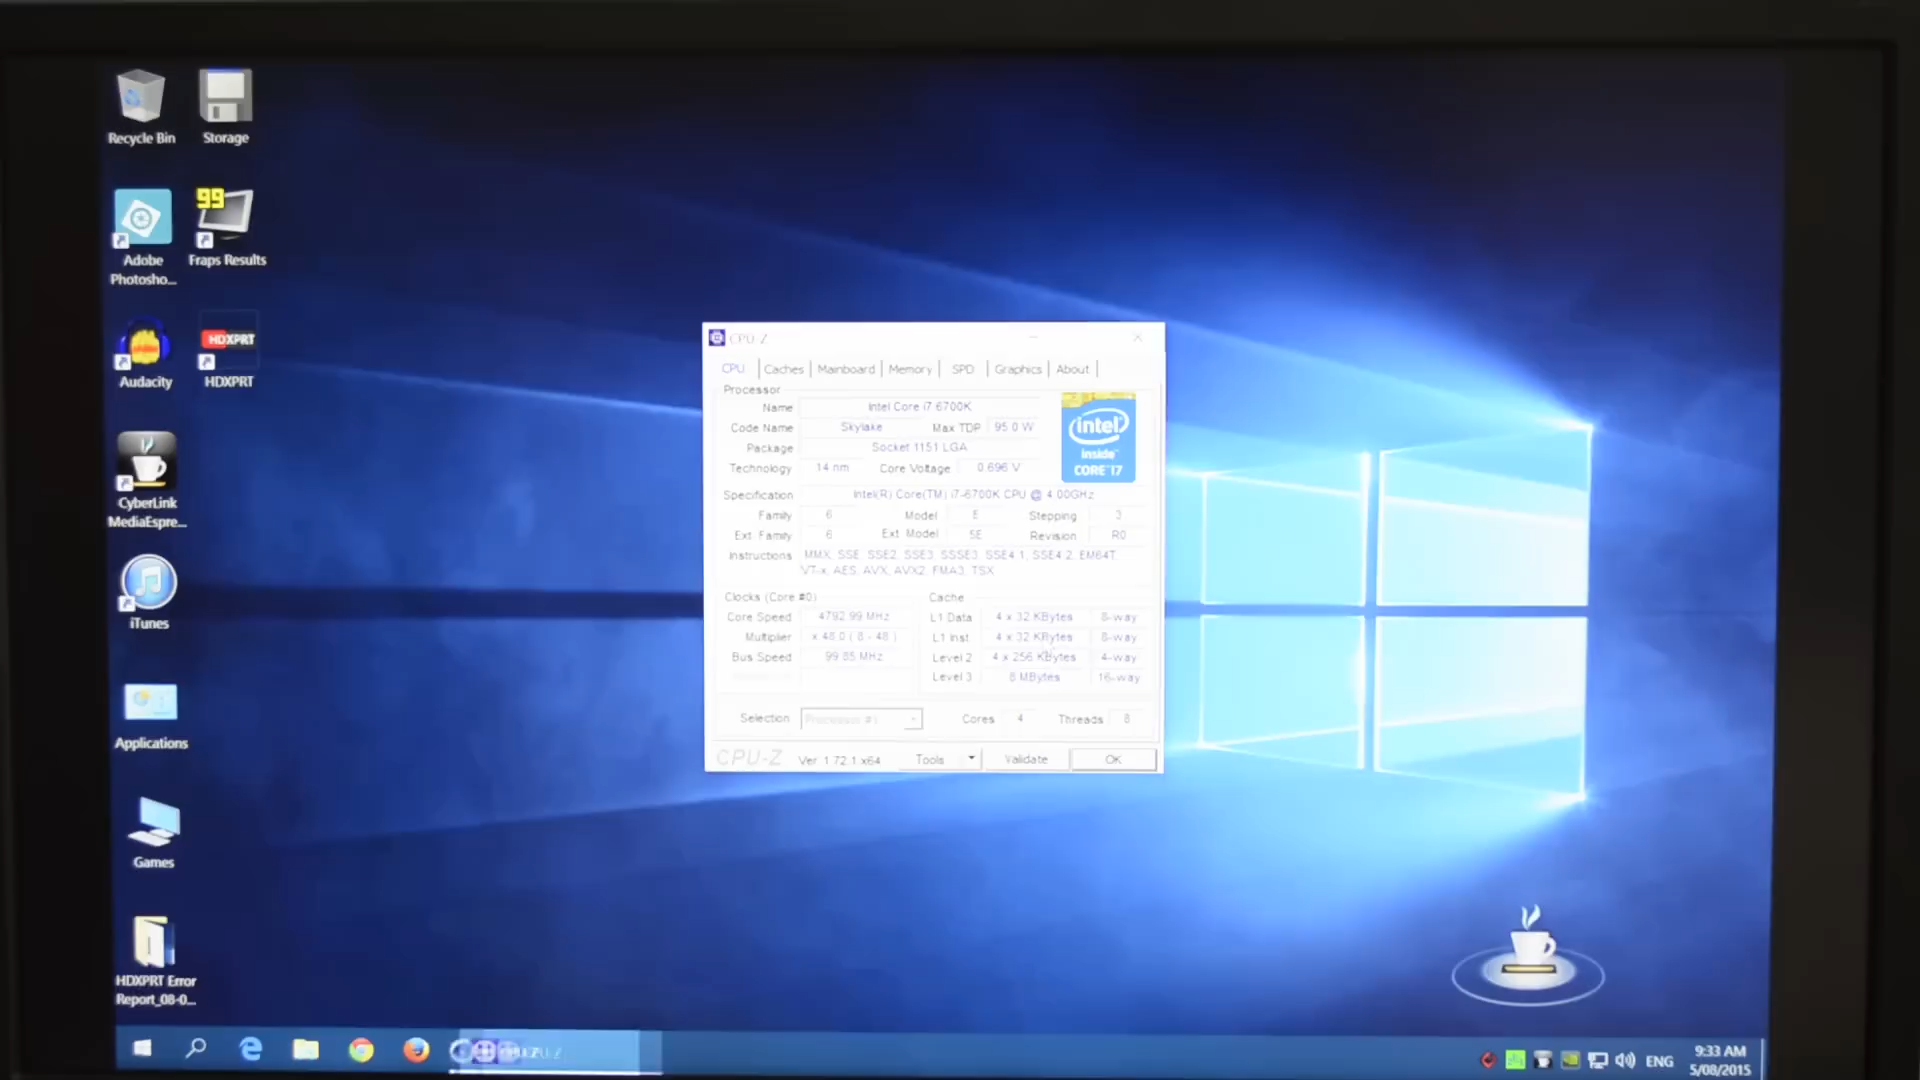 Recycle Bin
Storage
Adobe
Photosho...
99
Fraps Results
Audacity
HDXPRT
HDXPRT
CyberLink
MediaEspre...
iTunes
Applications
Games
HDXPRT Error
Report_08-0...
CPU-Z
CPU Caches Mainboard Memory SPD Graphics About
Processor
Name Intel Core i7 6700K
Code Name Skylake Max TDP 95.0 W
Package Socket 1151 LGA
Technology 14 nm Core Voltage 0.696 V
intel
inside™
CORE™i7
Specification Intel(R) Core(TM) i7-6700K CPU @ 4.00GHz
Family 6 Model E Stepping 3
Ext. Family 6 Ext. Model 5E Revision R0
Instructions MMX, SSE, SSE2, SSE3, SSSE3, SSE4.1, SSE4.2, EM64T,
VT-x, AES, AVX, AVX2, FMA3, TSX
Clocks (Core #0)
Core Speed 4792.99 MHz
Multiplier x 48.0 ( 8 - 48 )
Bus Speed 99.85 MHz
Cache
L1 Data 4 x 32 KBytes 8-way
L1 Inst. 4 x 32 KBytes 8-way
Level 2 4 x 256 KBytes 4-way
Level 3 8 MBytes 16-way
Selection Processor #1 Cores 4 Threads 8
CPU-Z Ver. 1.72.1.x64 Tools Validate OK
ENG
9:33 AM
5/08/2015